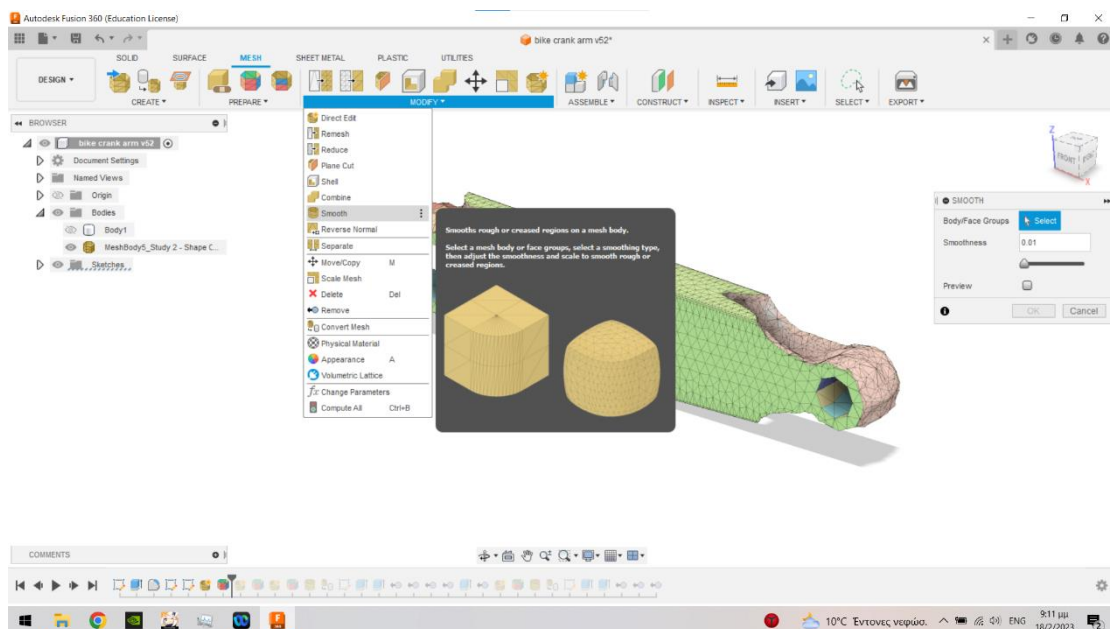 Autodesk Fusion 360 (Education License)
bike crank arm v52*
SOLID SURFACE MESH SHEET METAL PLASTIC UTILITIES
DESIGN
CREATE PREPARE MODIFY ASSEMBLE CONSTRUCT INSPECT INSERT SELECT EXPORT
BROWSER
bike crank arm v52
Document Settings
Named Views
Origin
Bodies
Body1
MeshBody5_Study 2 - Shape C...
Sketches
Direct Edit
Remesh
Reduce
Plane Cut
Shell
Combine
Smooth
Reverse Normal
Separate
Move/Copy M
Scale Mesh
Delete Del
Remove
Convert Mesh
Physical Material
Appearance A
Volumetric Lattice
Change Parameters
Compute All Ctrl+B
Smooths rough or creased regions on a mesh body.
Select a mesh body or face groups, select a smoothing type,
then adjust the smoothness and scale to smooth rough or
creased regions.
Z
FRONT
X
SMOOTH
Body/Face Groups Select
Smoothness 0.01
Preview
OK Cancel
COMMENTS
10°C Έντονες νεφώσ. ENG
9:11 μμ
18/2/2023